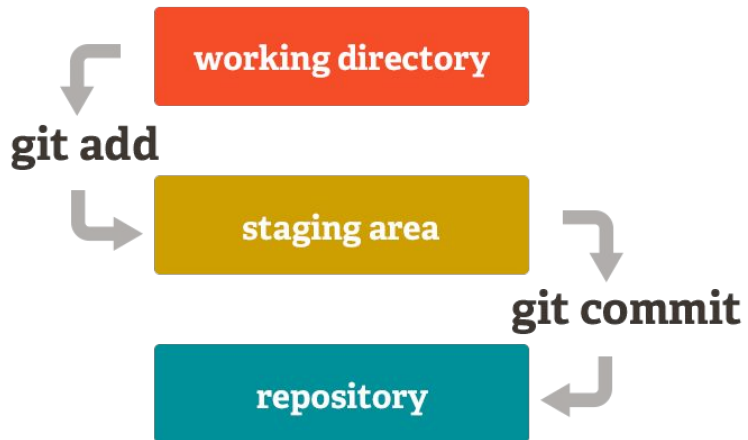 working directory
git add
staging area
git commit
repository